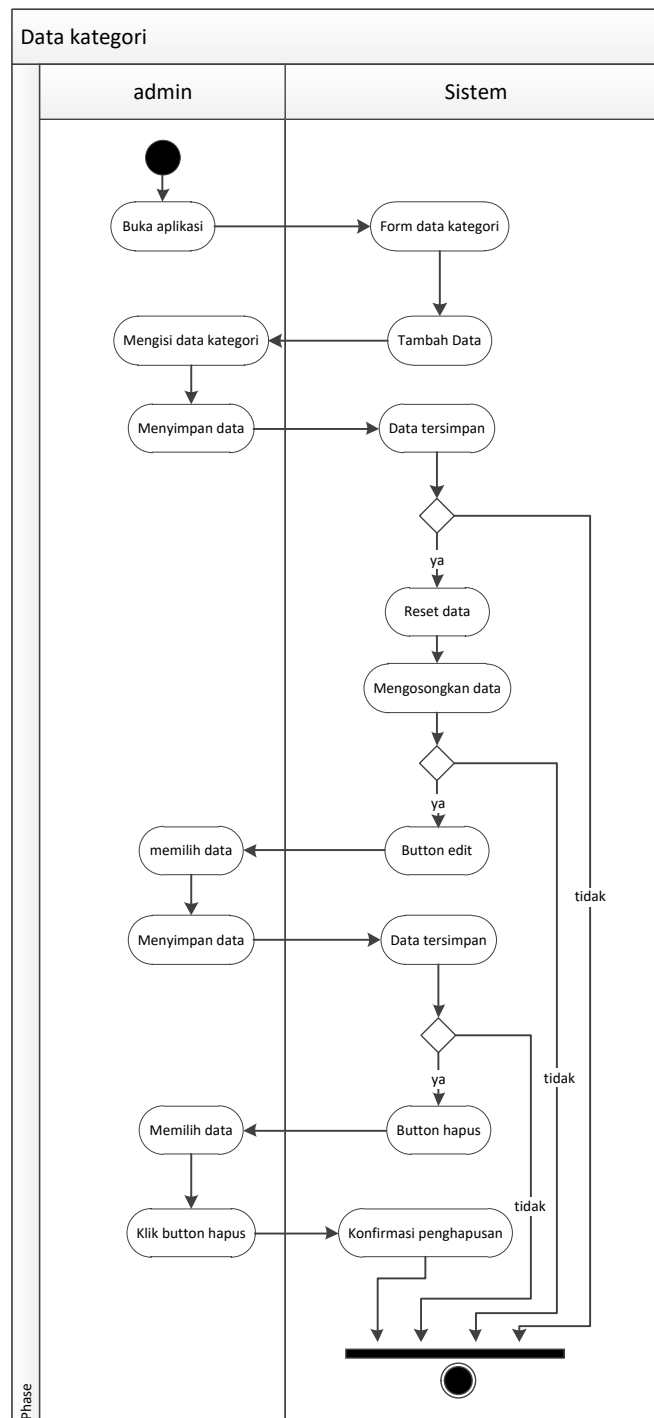 Data kategori
admin
Sistem
Buka aplikasi
Form data kategori
Mengisi data kategori
Tambah Data
Menyimpan data
Data tersimpan
ya
Reset data
Mengosongkan data
ya
memilih data
Button edit
tidak
Menyimpan data
Data tersimpan
ya
tidak
Memilih data
Button hapus
tidak
Klik button hapus
Konfirmasi penghapusan
Phase